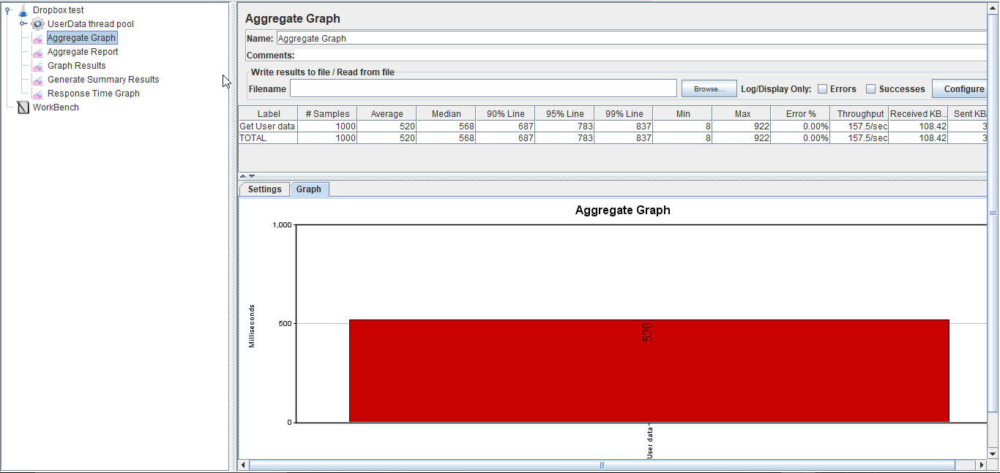 Dropbox test
UserData thread pool
Aggregate Graph
Aggregate Report
Graph Results
Generate Summary Results
Response Time Graph
WorkBench
Aggregate Graph
Name: Aggregate Graph
Comments:
Write results to file / Read from file
Filename Browse... Log/Display Only: Errors Successes Configure
Label # Samples Average Median 90% Line 95% Line 99% Line Min Max Error % Throughput Received KB... Sent KB
Get User data 1000 520 568 687 783 837 8 922 0.00% 157.5/sec 108.42 3
TOTAL 1000 520 568 687 783 837 8 922 0.00% 157.5/sec 108.42 3
Settings Graph
Aggregate Graph
1,000
500
0
Milliseconds
520
User data